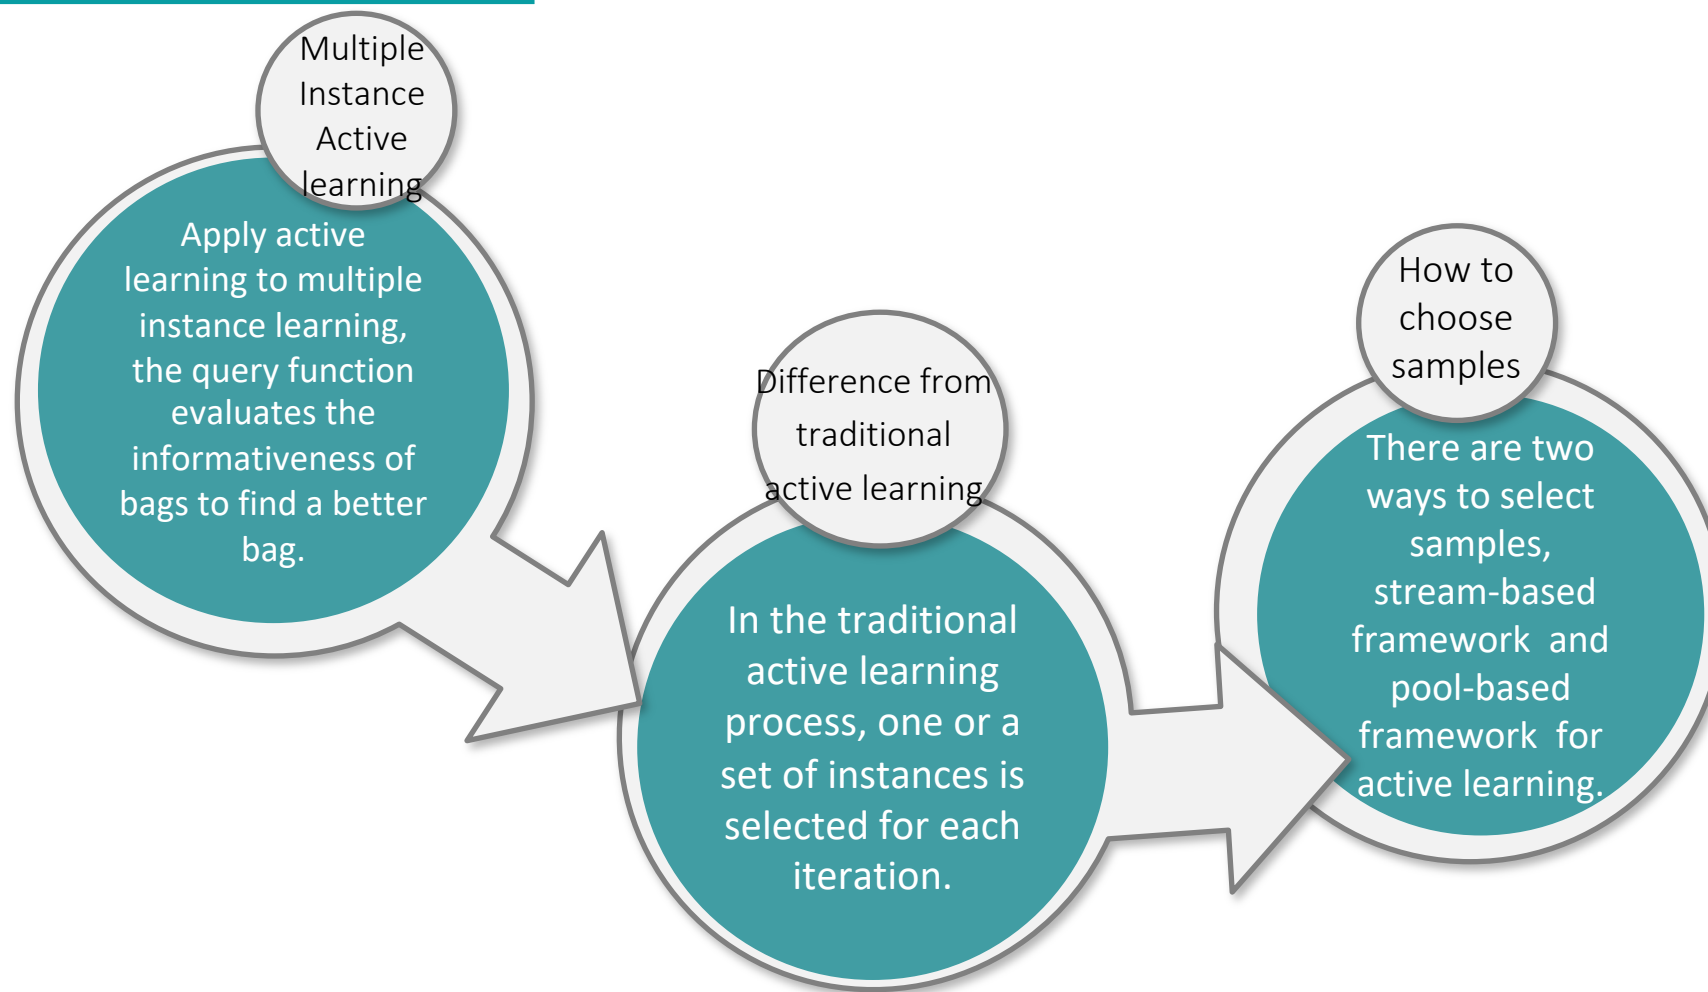 Multiple
Instance
Active
learning
Apply active
learning to multiple
instance learning,
the query function
evaluates the
informativeness of
bags to find a better
bag.
Difference from
traditional
active learning
In the traditional
active learning
process, one or a
set of instances is
selected for each
iteration.
How to
choose
samples
There are two
ways to select
samples,
stream-based
framework  and
pool-based
framework  for
active learning.